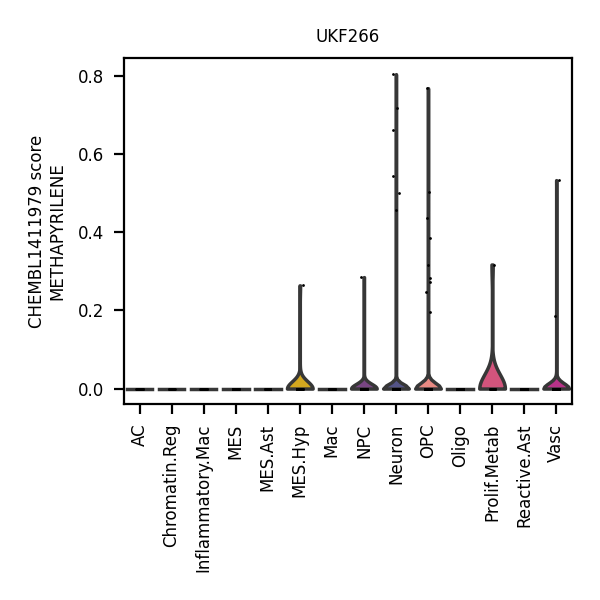 UKF266
CHEMBL1411979 score
METHAPYRILENE
0.8
0.6
0.4
0.2
0.0
AC
Chromatin.Reg
Inflammatory.Mac
MES
MES.Ast
MES.Hyp
Mac
NPC
Neuron
OPC
Oligo
Prolif.Metab
Reactive.Ast
Vasc